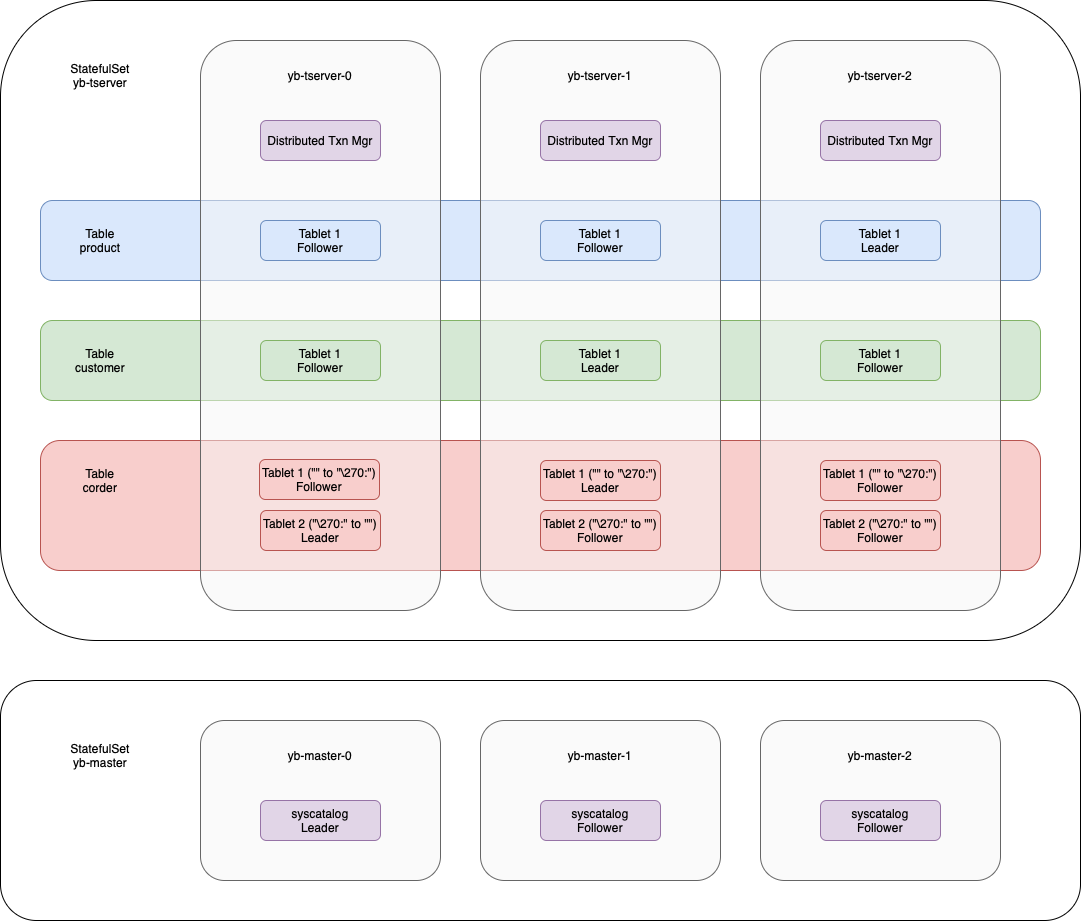 StatefulSet
yb-tserver
yb-tserver-0
yb-tserver-1
yb-tserver-2
Distributed Txn Mgr
Distributed Txn Mgr
Distributed Txn Mgr
Table
product
Tablet 1
Follower
Tablet 1
Follower
Tablet 1
Leader
Table
customer
Tablet 1
Follower
Tablet 1
Leader
Tablet 1
Follower
Table
corder
Tablet 1 ("" to "\270:")
Follower
Tablet 1 ("" to "\270:")
Leader
Tablet 1 ("" to "\270:")
Follower
Tablet 2 ("\270:" to "")
Leader
Tablet 2 ("\270:" to "")
Follower
Tablet 2 ("\270:" to "")
Follower
StatefulSet
yb-master
yb-master-0
yb-master-1
yb-master-2
syscatalog
Leader
syscatalog
Follower
syscatalog
Follower